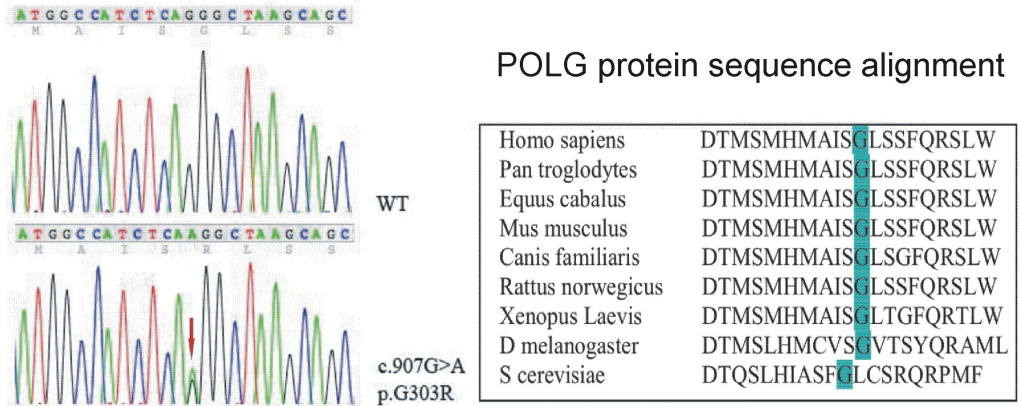 ATGGCCATCTCAGGGCTAAGCAGC
M A I S G L S S
WT
ATGGCCATCTCAAGGCTAAGCAGC
M A I S R L S S
c.907G>A
p.G303R
POLG protein sequence alignment
Homo sapiens DTMSMHMAISGLSSFQRSLW
Pan troglodytes DTMSMHMAISGLSSFQRSLW
Equus cabalus DTMSMHMAISGLSSFQRSLW
Mus musculus DTMSMHMAISGLSSFQRSLW
Canis familiaris DTMSMHMAISGLSGFQRSLW
Rattus norwegicus DTMSMHMAISGLSSFQRSLW
Xenopus Laevis DTMSMHMAISGLTGFQRTLW
D melanogaster DTMSLHMCVSGVTSYQRAML
S cerevisiae DTQSLHIASFGLCSRQRPMF